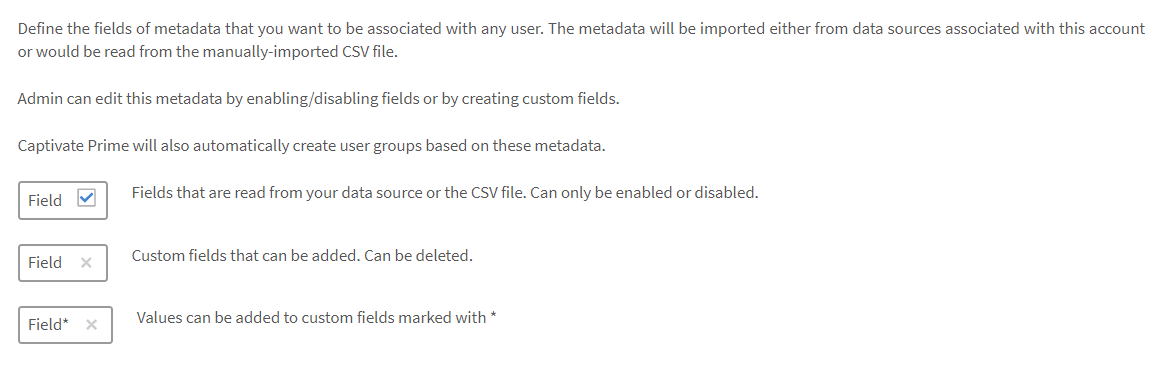 Define the fields of metadata that you want to be associated with any user. The metadata will be imported either from data sources associated with this account
or would be read from the manually-imported CSV file.
Admin can edit this metadata by enabling/disabling fields or by creating custom fields.
Captivate Prime will also automatically create user groups based on these metadata.
Field Fields that are read from your data source or the CSV file. Can only be enabled or disabled.
Field × Custom fields that can be added. Can be deleted.
Field* × Values can be added to custom fields marked with *